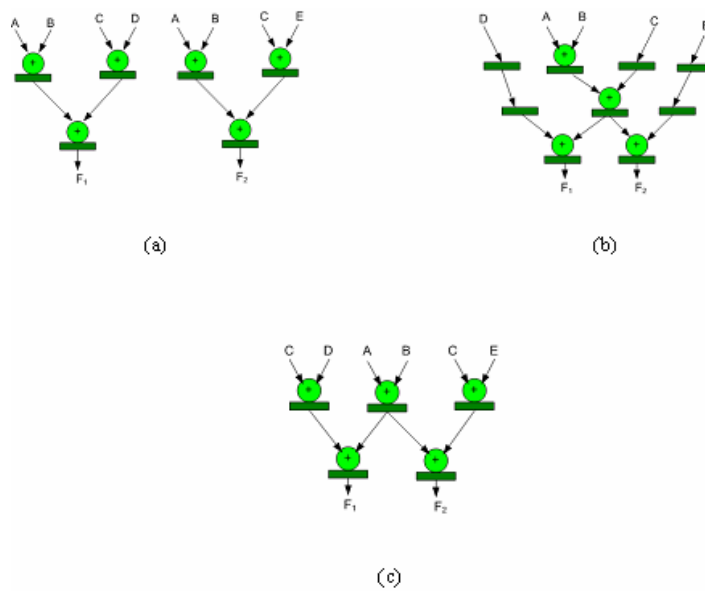 A B C D A B C E
+ + + +
+ +
F₁ F₂
(a)
D A B C
+
+
+ +
F₁ F₂
(b)
C D A B C E
+ + +
+ +
F₁ F₂
(c)